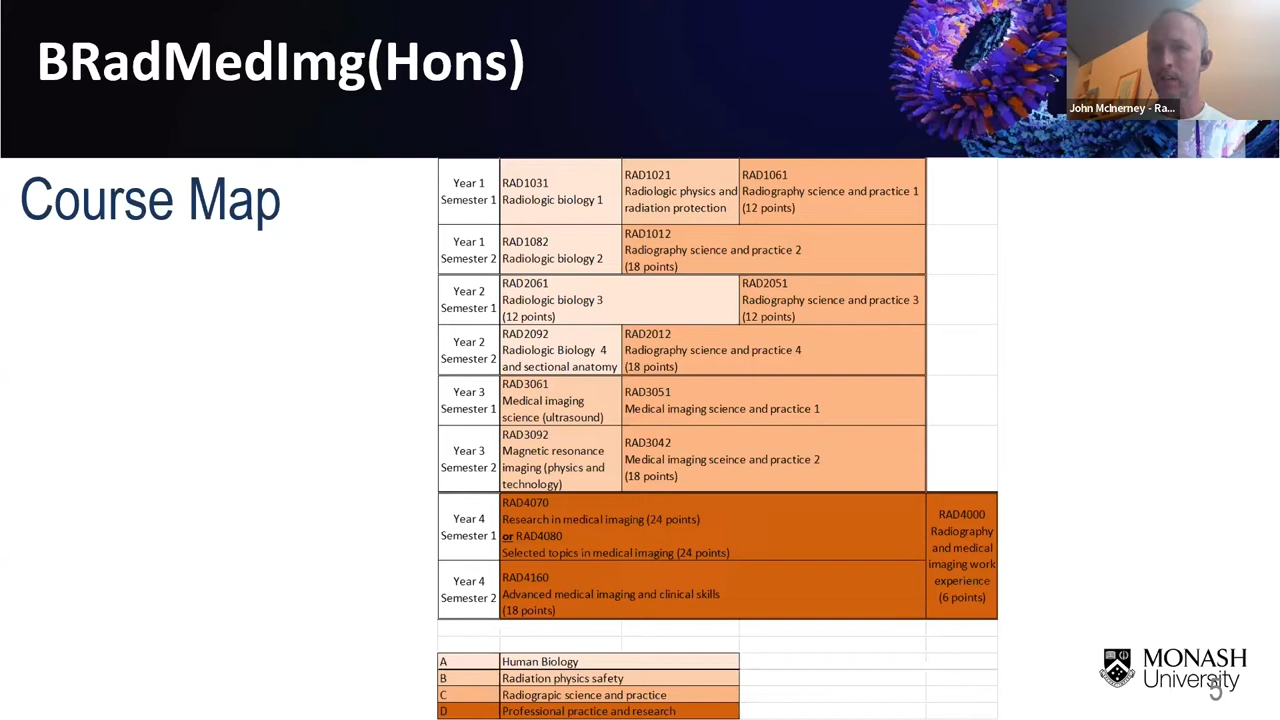 BRadMedImg(Hons)
John McInerney - Ra...
Course Map
Year 1
Semester 1
RAD1031
Radiologic biology 1
RAD1021
Radiologic physics and
radiation protection
RAD1061
Radiography science and practice 1
(12 points)
Year 1
Semester 2
RAD1082
Radiologic biology 2
RAD1012
Radiography science and practice 2
(18 points)
Year 2
Semester 1
RAD2061
Radiologic biology 3
(12 points)
RAD2051
Radiography science and practice 3
(12 points)
Year 2
Semester 2
RAD2092
Radiologic Biology 4
and sectional anatomy
RAD2012
Radiography science and practice 4
(18 points)
Year 3
Semester 1
RAD3061
Medical imaging
science (ultrasound)
RAD3051
Medical imaging science and practice 1
Year 3
Semester 2
RAD3092
Magnetic resonance
imaging (physics and
technology)
RAD3042
Medical imaging sceince and practice 2
(18 points)
Year 4
Semester 1
RAD4070
Research in medical imaging (24 points)
or RAD4080
Selected topics in medical imaging (24 points)
Year 4
Semester 2
RAD4160
Advanced medical imaging and clinical skills
(18 points)
RAD4000
Radiography
and medical
imaging work
experience
(6 points)
A Human Biology
B Radiation physics safety
C Radiograpic science and practice
D Professional practice and research
MONASH
University
5